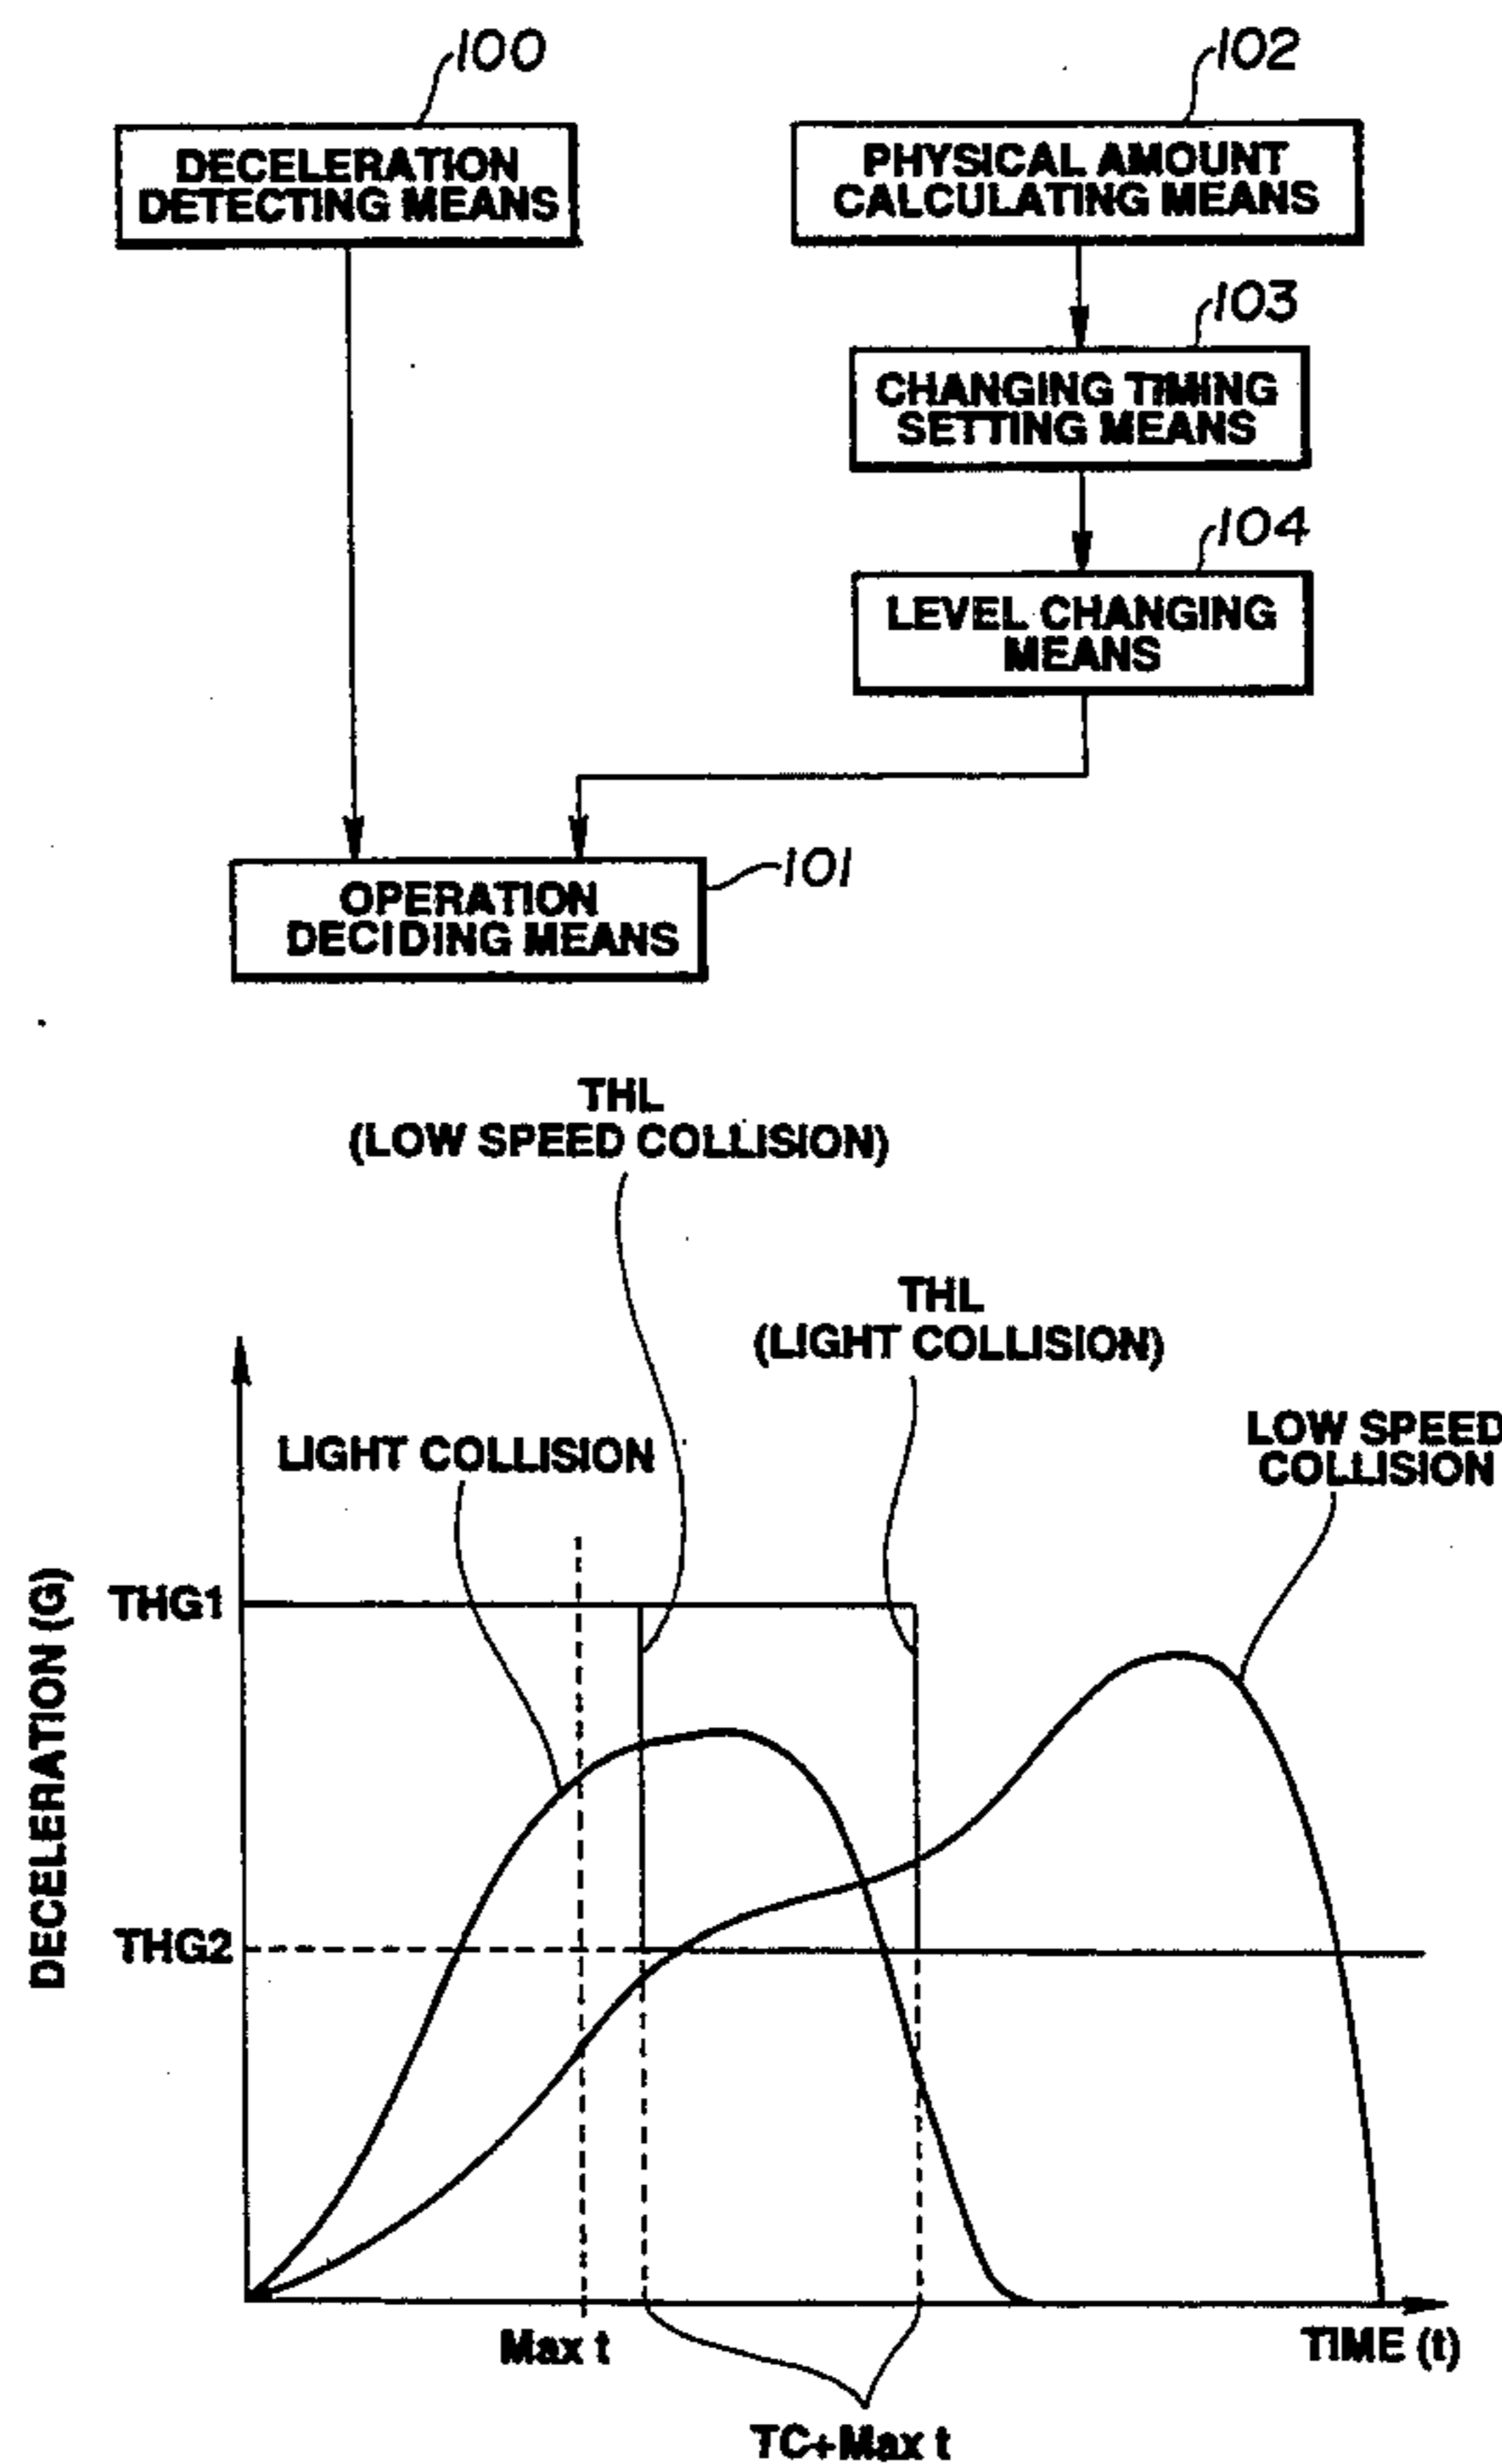 100
DECELERATION
DETECTING MEANS
102
PHYSICAL AMOUNT
CALCULATING MEANS
103
CHANGING TIMING
SETTING MEANS
104
LEVEL CHANGING
MEANS
101
OPERATION
DECIDING MEANS
THL
(LOW SPEED COLLISION)
THL
(LIGHT COLLISION)
LIGHT COLLISION
LOW SPEED
COLLISION
DECELERATION (G)
THG1
THG2
Max t
TIME (t)
TC+Max t